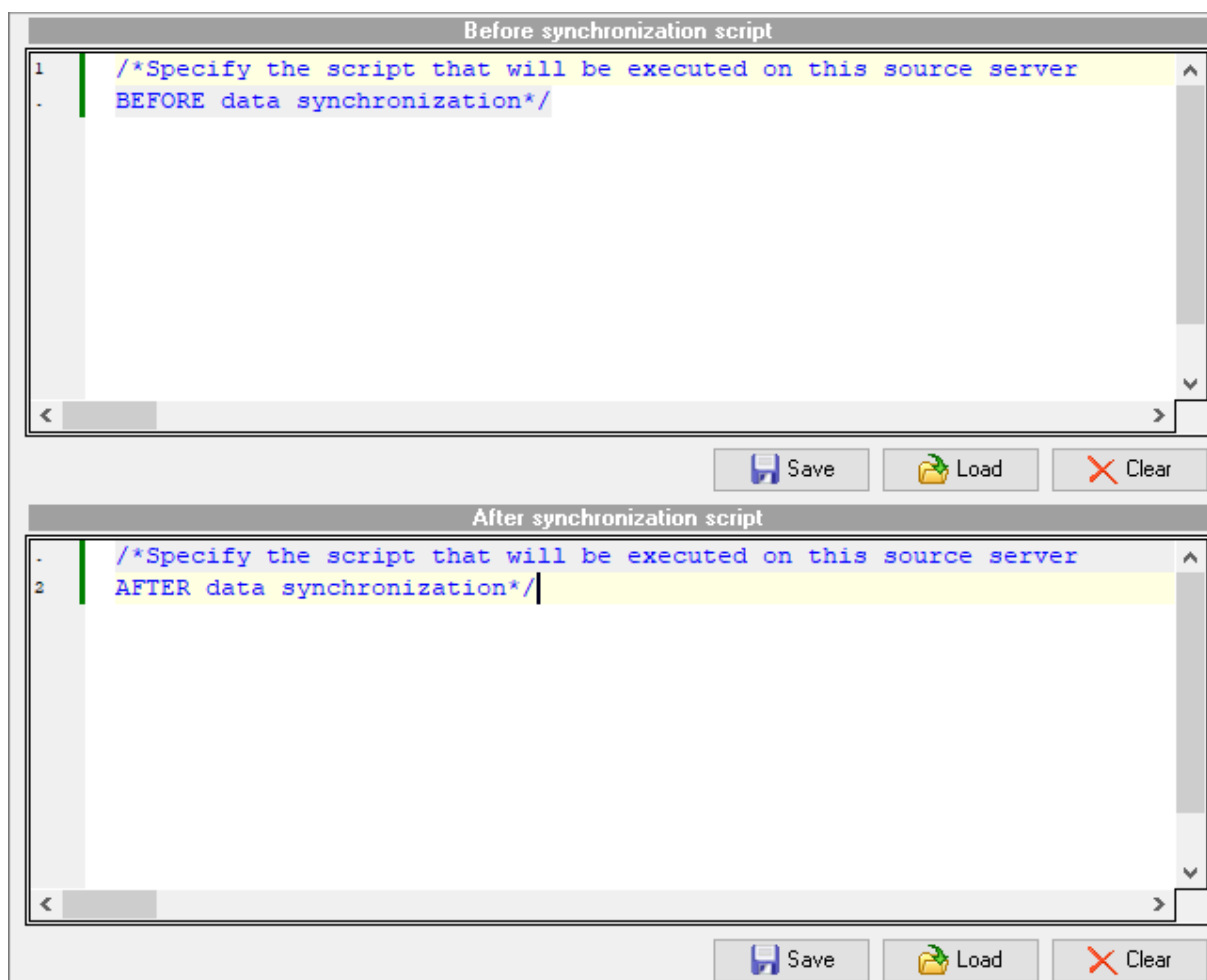 Before synchronization script
1 /*Specify the script that will be executed on this source server
. BEFORE data synchronization*/
Save Load Clear
After synchronization script
. /*Specify the script that will be executed on this source server
2 AFTER data synchronization*/
Save Load Clear